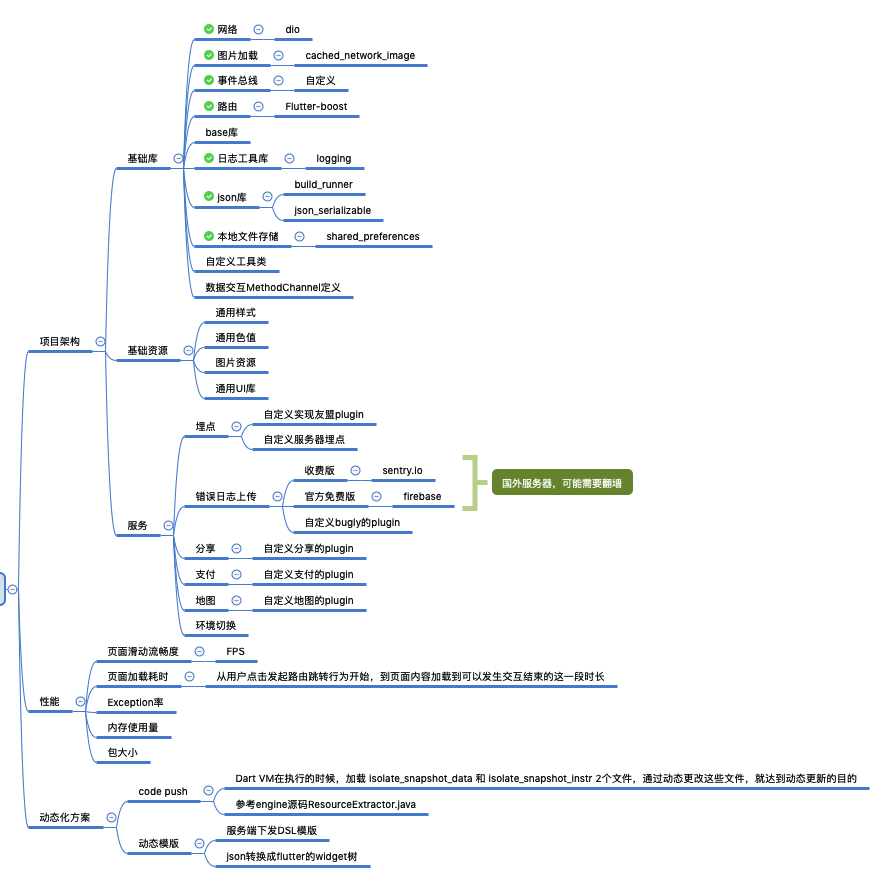 网络
dio
图片加载
cached_network_image
事件总线
自定义
路由
Flutter-boost
base库
基础库
日志工具库
logging
json库
build_runner
json_serializable
本地文件存储
shared_preferences
自定义工具类
数据交互MethodChannel定义
项目架构
基础资源
通用样式
通用色值
图片资源
通用UI库
服务
埋点
自定义实现友盟plugin
自定义服务器埋点
错误日志上传
收费版
sentry.io
官方免费版
firebase
自定义bugly的plugin
国外服务器，可能需要翻墙
分享
自定义分享的plugin
支付
自定义支付的plugin
地图
自定义地图的plugin
环境切换
性能
页面滑动流畅度
FPS
页面加载耗时
从用户点击发起路由跳转行为开始，到页面内容加载到可以发生交互结束的这一段时长
Exception率
内存使用量
包大小
动态化方案
code push
Dart VM在执行的时候，加载 isolate_snapshot_data 和 isolate_snapshot_instr 2个文件，通过动态更改这些文件，就达到动态更新的目的
参考engine源码ResourceExtractor.java
动态模版
服务端下发DSL模版
json转换成flutter的widget树